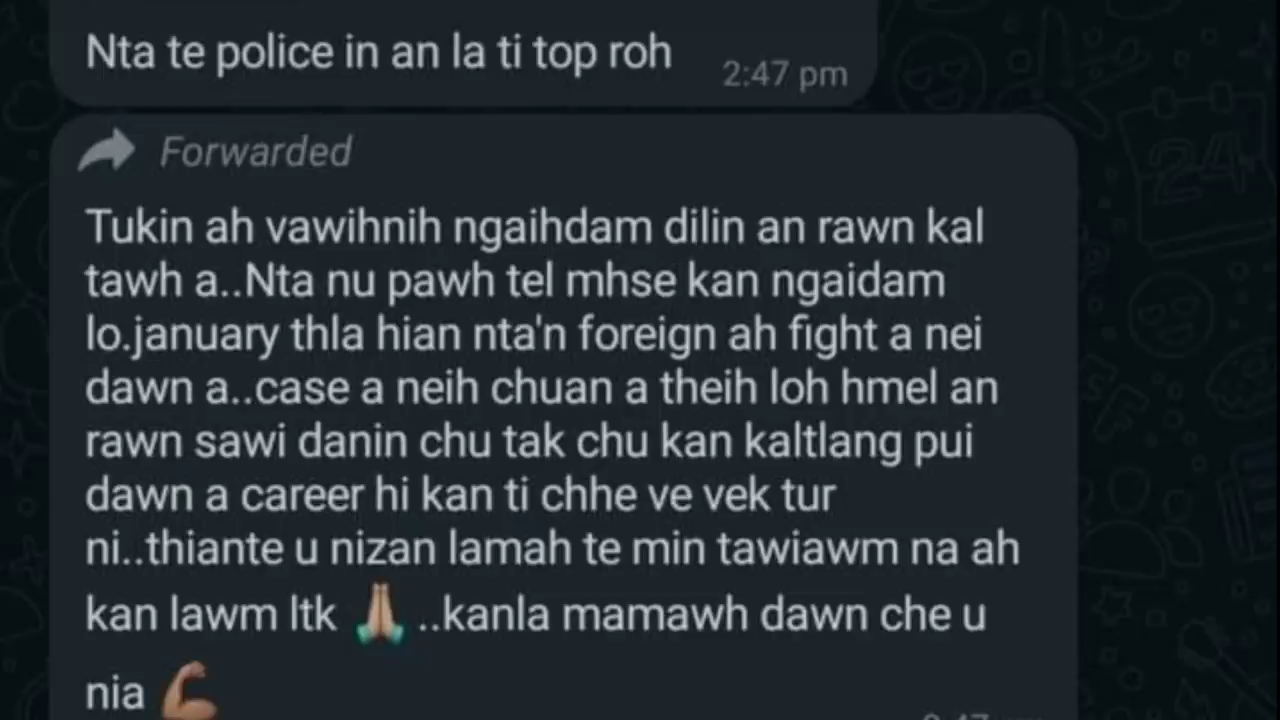 Nta te police in an la ti top roh
2:47 pm
Forwarded
Tukin ah vawihnih ngaihdam dilin an rawn kal
tawh a..Nta nu pawh tel mhse kan ngaidam
lo.january thla hian nta'n foreign ah fight a nei
dawn a..case a neih chuan a theih loh hmel an
rawn sawi danin chu tak chu kan kaltlang pui
dawn a career hi kan ti chhe ve vek tur
ni..thiante u nizan lamah te min tawiawm na ah
kan lawm ltk 🙏🏽 ..kanla mamawh dawn che u
nia 💪🏽